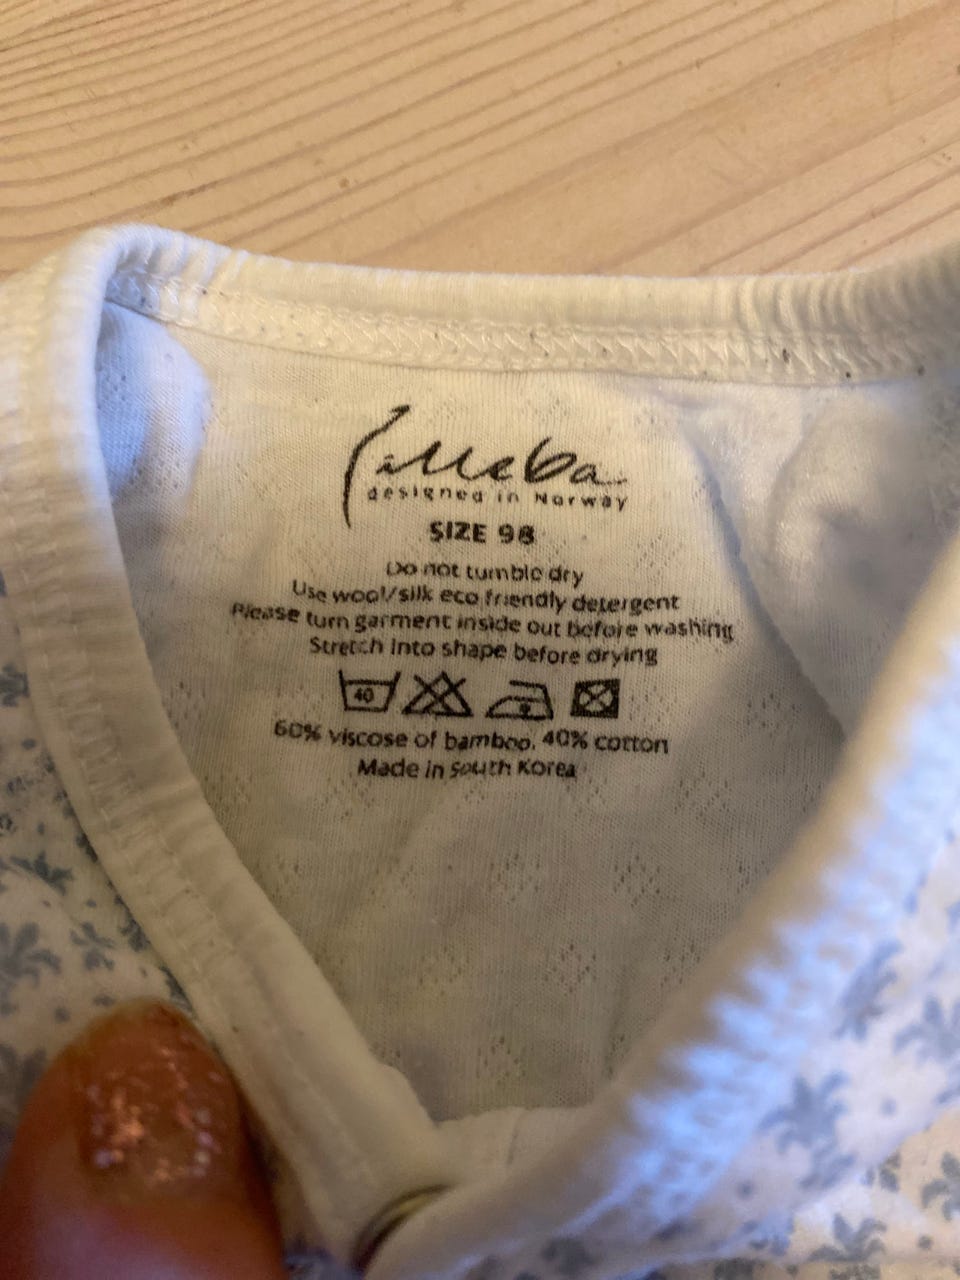 lilleba
designed in Norway
SIZE 98
Do not tumble dry
Use wool/silk eco friendly detergent
Please turn garment inside out before washing
Stretch into shape before drying
40
60% viscose of bamboo, 40% cotton
Made in South Korea